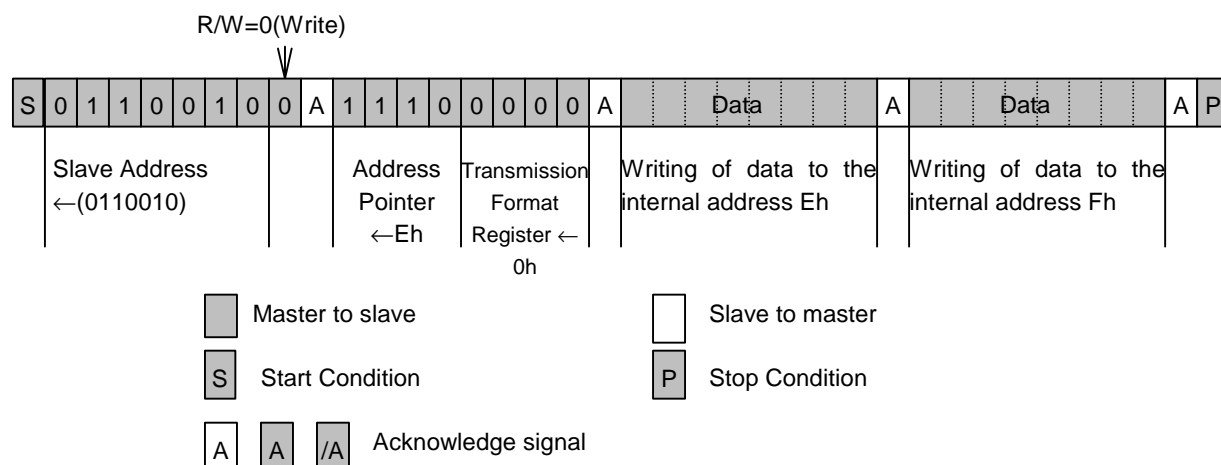 R/W=0(Write)
S 0 1 1 0 0 1 0 0 A 1 1 1 0 0 0 0 0 A Data A Data A P
Slave Address
←(0110010)
Address
Pointer
←Eh
Transmission
Format
Register ←
0h
Writing of data to the
internal address Eh
Writing of data to the
internal address Fh
Master to slave
Slave to master
S Start Condition
P Stop Condition
A A /A Acknowledge signal